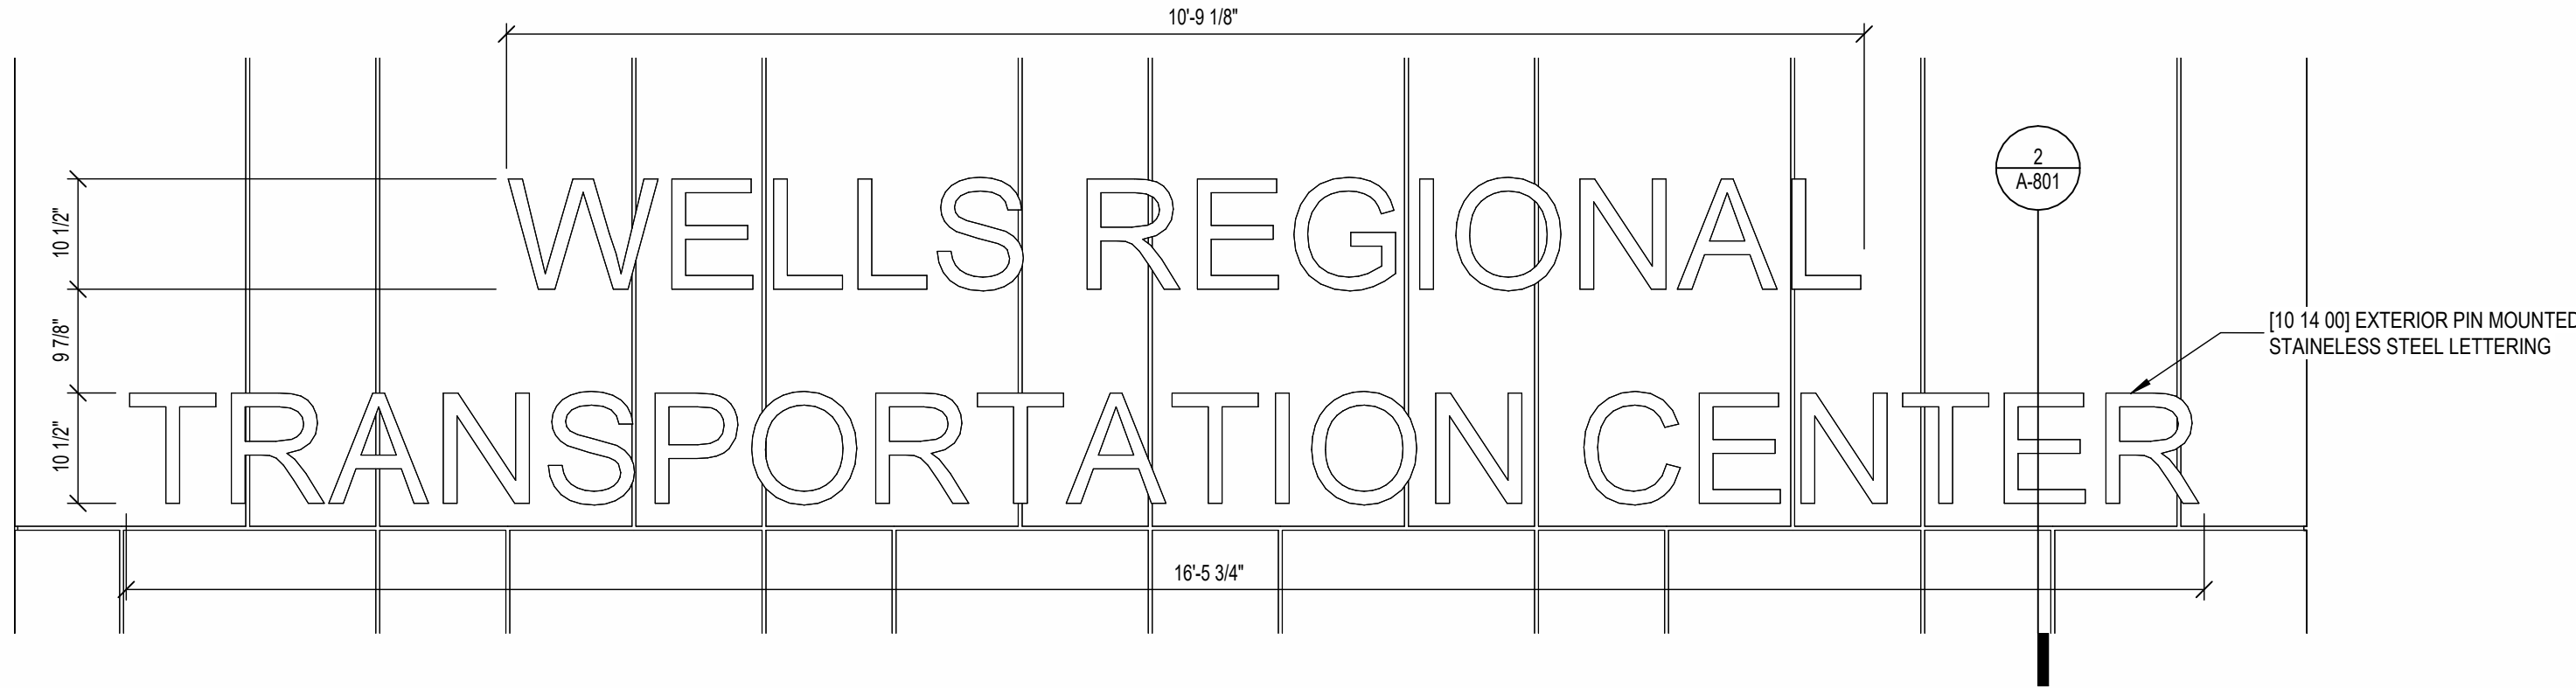 10'-9 1/8"
2
A-801
10 1/2"
WELLS REGIONAL
9 7/8"
[10 14 00] EXTERIOR PIN MOUNTED
STAINELESS STEEL LETTERING
10 1/2"
TRANSPORTATION CENTER
16'-5 3/4"